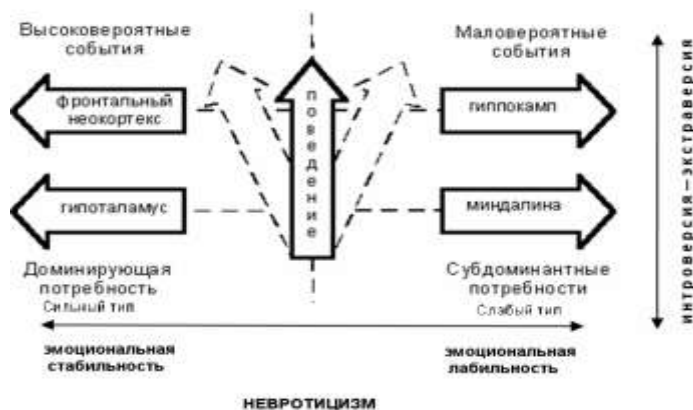 Высоковероятные
события
Маловероятные
события
фронтальный
неокортекс
поведение
гиппокамп
гипоталамус
миндалина
Доминирующая
потребность
Сильный тип
Субдоминантные
потребности
Слабый тип
эмоциональная
стабильность
эмоциональная
лабильность
НЕВРОТИЦИЗМ
интроверсия—экстраверсия